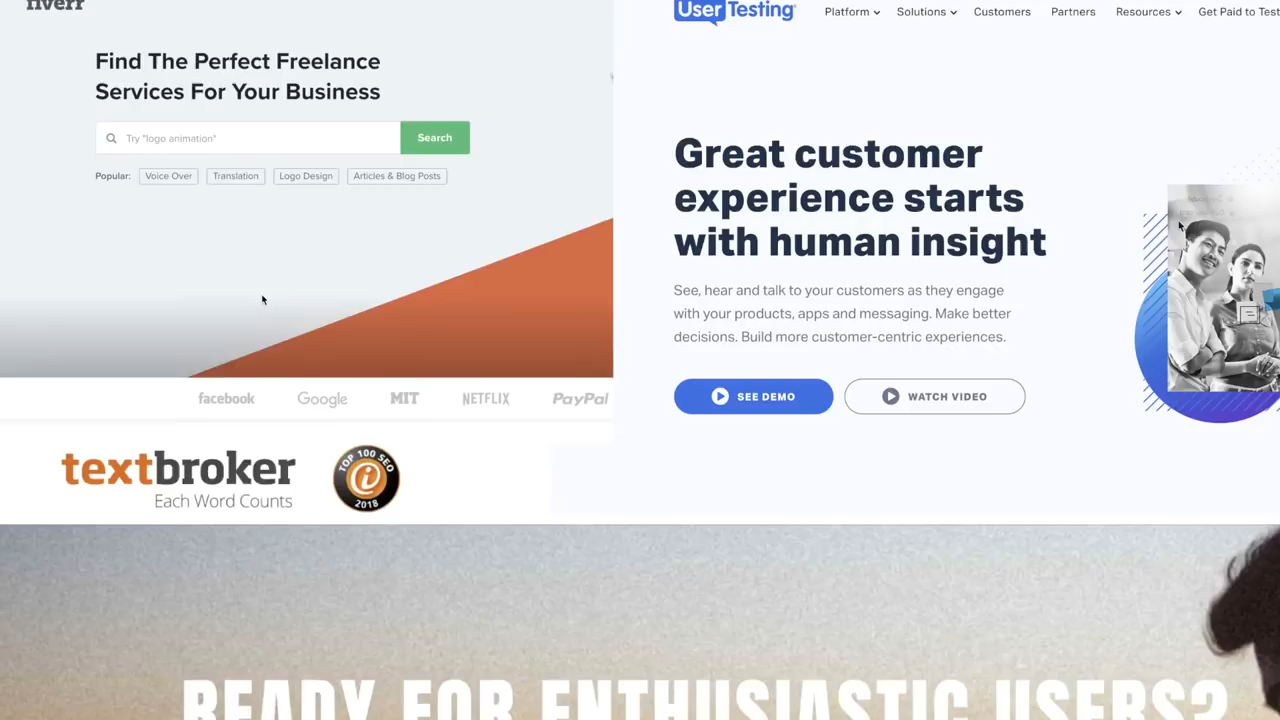 fiverr
Find The Perfect Freelance
Services For Your Business
Try "logo animation"
Search
Popular:
Voice Over
Translation
Logo Design
Articles & Blog Posts
facebook
Google
MIT
NETFLIX
PayPal
textbroker
Each Word Counts
TOP 100 SEO
2018
UserTesting
Platform
Solutions
Customers
Partners
Resources
Get Paid to Test
Great customer
experience starts
with human insight
See, hear and talk to your customers as they engage
with your products, apps and messaging. Make better
decisions. Build more customer-centric experiences.
SEE DEMO
WATCH VIDEO
READY FOR ENTHUSIASTIC USERS?